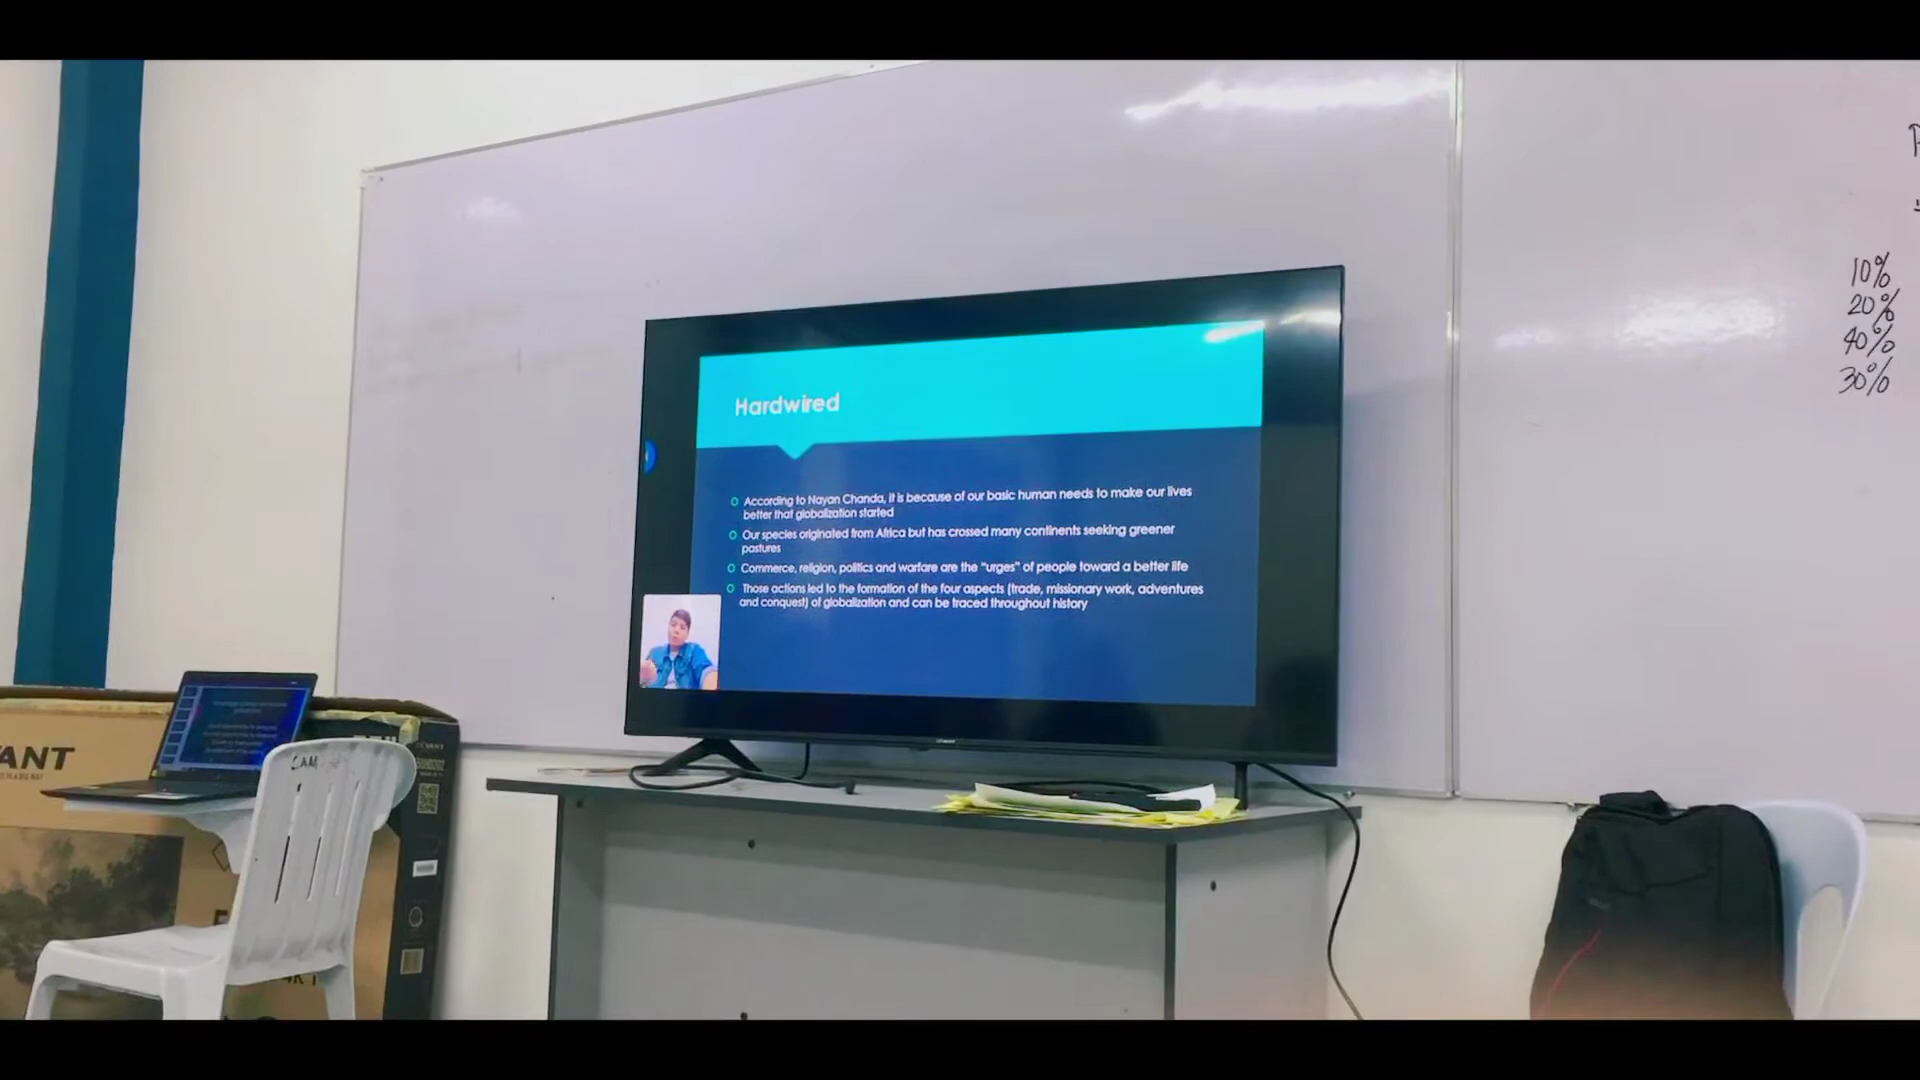 Hardwired
According to Nayan Chanda, it is because of our basic human needs to make our lives
better that globalization started
Our species originated from Africa but has crossed many continents seeking greener
pastures
Commerce, religion, politics and warfare are the "urges" of people toward a better life
Those actions led to the formation of the four aspects (trade, missionary work, adventures
and conquest) of globalization and can be traced throughout history
10%
20%
40%
30%
ANT